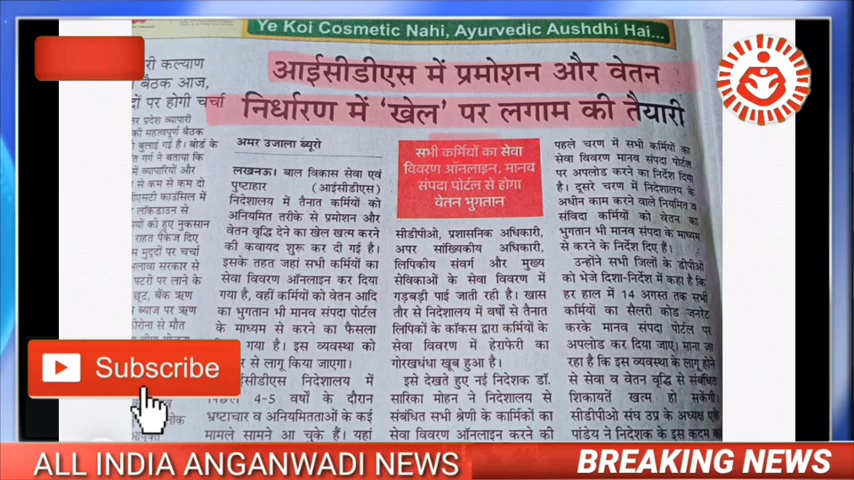 Ye Koi Cosmetic Nahi, Ayurvedic Aushdhi Hai...
री कल्याण
बैठक आज,
दों पर होगी चर्चा
आईसीडीएस में प्रमोशन और वेतन
निर्धारण में ‘खेल’ पर लगाम की तैयारी
अमर उजाला ब्यूरो
लखनऊ। बाल विकास सेवा एवं
पुष्टाहार (आईसीडीएस)
निदेशालय में तैनात कर्मियों को
अनियमित तरीके से प्रमोशन और
वेतन वृद्धि देने का खेल खत्म करने
की कवायद शुरू कर दी गई है।
इसके तहत जहां सभी कर्मियों का
सेवा विवरण ऑनलाइन कर दिया
गया है, वहीं कर्मियों को वेतन आदि
का भुगतान भी मानव संपदा पोर्टल
के माध्यम से करने का फैसला
गया है। इस व्यवस्था को
से लागू किया जाएगा।
सीडीएस निदेशालय में
पिछले 4-5 वर्षों के दौरान
भ्रष्टाचार व अनियमितताओं के कई
मामले सामने आ चुके हैं। यहां
सभी कर्मियों का सेवा
विवरण ऑनलाइन, मानव
संपदा पोर्टल से होगा
वेतन भुगतान
सीडीपीओ, प्रशासनिक अधिकारी,
अपर सांख्यिकीय अधिकारी,
लिपिकीय संवर्ग और मुख्य
सेविकाओं के सेवा विवरण में
गड़बड़ी पाई जाती रही है। खास
तौर से निदेशालय में वर्षों से तैनात
लिपिकों के कॉकस द्वारा कर्मियों के
सेवा विवरण में हेराफेरी का
गोरखधंधा खूब हुआ है।
इसे देखते हुए नई निदेशक डॉ.
सारिका मोहन ने निदेशालय से
संबंधित सभी श्रेणी के कार्मिकों का
सेवा विवरण ऑनलाइन करने की
पहले चरण में सभी कर्मियों का
सेवा विवरण मानव संपदा पोर्टल
पर अपलोड करने का निर्देश दिया
है। दूसरे चरण में निदेशालय के
अधीन काम करने वाले नियमित व
संविदा कर्मियों को वेतन का
भुगतान भी मानव संपदा के माध्यम
से करने के निर्देश दिए हैं।
उन्होंने सभी जिलों के डीपीओ
को भेजे दिशा-निर्देश में कहा है कि
हर हाल में 14 अगस्त तक सभी
कर्मियों का सैलरी कोड जनरेट
करके मानव संपदा पोर्टल पर
अपलोड कर दिया जाए। माना जा
रहा है कि इस व्यवस्था के लागू होने
से सेवा व वेतन वृद्धि से संबंधित
शिकायतें खत्म हो सकेंगी।
सीडीपीओ संघ उप्र के अध्यक्ष
पांडेय ने निदेशक के इस कदम का
Subscribe
ALL INDIA ANGANWADI NEWS
BREAKING NEWS